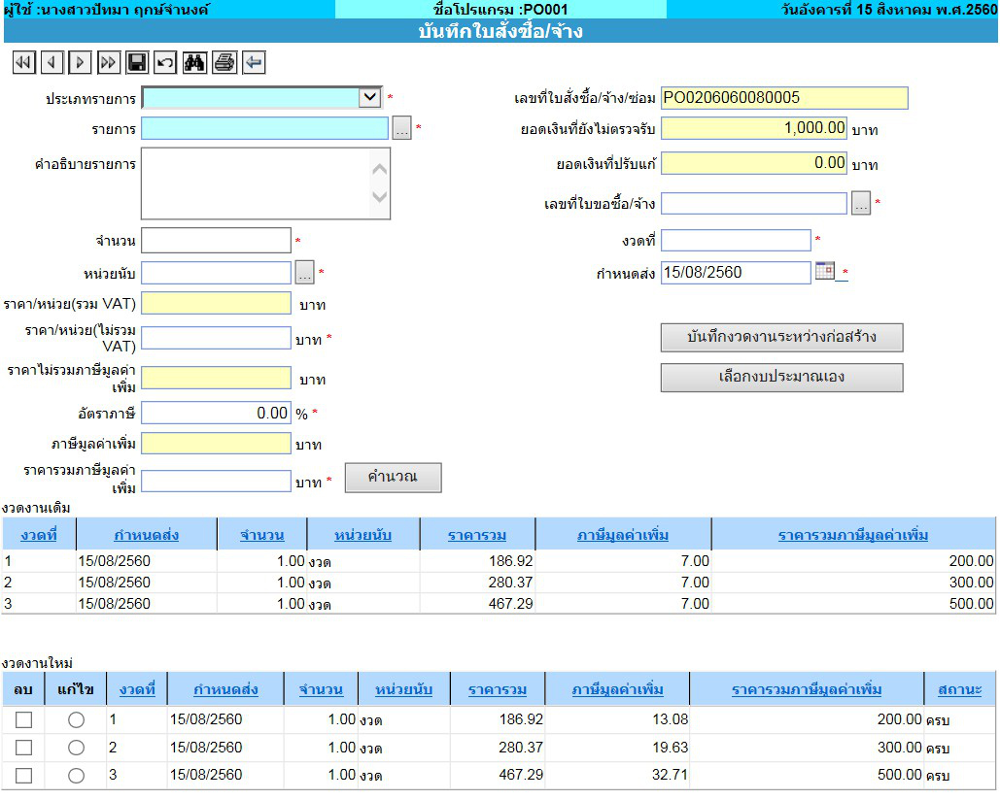 ผู้ใช้ :นางสาวปัทมา ฤกษ์จำนงค์ ชื่อโปรแกรม :PO001 วันอังคารที่ 15 สิงหาคม พ.ศ.2560
บันทึกใบสั่งซื้อ/จ้าง
ประเภทรายการ * เลขที่ใบสั่งซื้อ/จ้าง/ซ่อม PO0206060080005
รายการ ... * ยอดเงินที่ยังไม่ตรวจรับ 1,000.00 บาท
คำอธิบายรายการ ยอดเงินที่ปรับแก้ 0.00 บาท
เลขที่ใบขอซื้อ/จ้าง ... *
จำนวน * งวดที่ *
หน่วยนับ ... * กำหนดส่ง 15/08/2560 *
ราคา/หน่วย(รวม VAT) บาท
ราคา/หน่วย(ไม่รวม
VAT) บาท * บันทึกงวดงานระหว่างก่อสร้าง
ราคาไม่รวมภาษีมูลค่า
เพิ่ม บาท เลือกงบประมาณเอง
อัตราภาษี 0.00 % *
ภาษีมูลค่าเพิ่ม บาท
ราคารวมภาษีมูลค่า
เพิ่ม บาท * คำนวณ
งวดงานเดิม
งวดที่ กำหนดส่ง จำนวน หน่วยนับ ราคารวม ภาษีมูลค่าเพิ่ม ราคารวมภาษีมูลค่าเพิ่ม
1 15/08/2560 1.00 งวด 186.92 7.00 200.00
2 15/08/2560 1.00 งวด 280.37 7.00 300.00
3 15/08/2560 1.00 งวด 467.29 7.00 500.00
งวดงานใหม่
ลบ แก้ไข งวดที่ กำหนดส่ง จำนวน หน่วยนับ ราคารวม ภาษีมูลค่าเพิ่ม ราคารวมภาษีมูลค่าเพิ่ม สถานะ
1 15/08/2560 1.00 งวด 186.92 13.08 200.00 ครบ
2 15/08/2560 1.00 งวด 280.37 19.63 300.00 ครบ
3 15/08/2560 1.00 งวด 467.29 32.71 500.00 ครบ